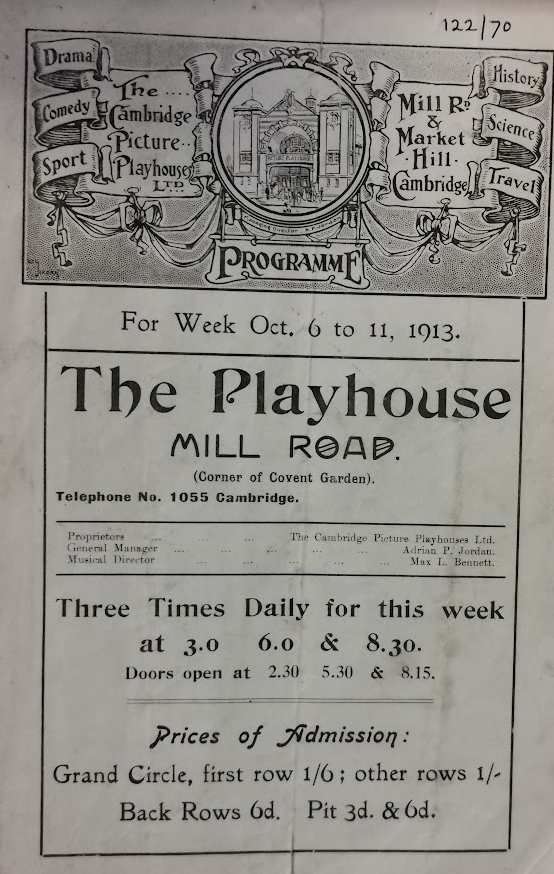 122/70
Drama
Comedy
Sport
The ....
Cambridge
Picture..
Playhouses
LTD.
PICTURE PLAYHOUSE
Mill Rd
&
Market
Hill
Cambridge
History
Science
Travel
PROGRAMME
For Week Oct. 6 to 11, 1913.
The Playhouse
MILL ROAD.
(Corner of Covent Garden).
Telephone No. 1055 Cambridge.
Proprietors ... ... ... The Cambridge Picture Playhouses Ltd.
General Manager ... ... ... ... ... Adrian P. Jordan.
Musical Director ... ... ... ... ... Max L. Bennett.
Three Times Daily for this week
at 3.0 6.0 & 8.30.
Doors open at 2.30 5.30 & 8.15.
Prices of Admission:
Grand Circle, first row 1/6; other rows 1/-
Back Rows 6d. Pit 3d. & 6d.